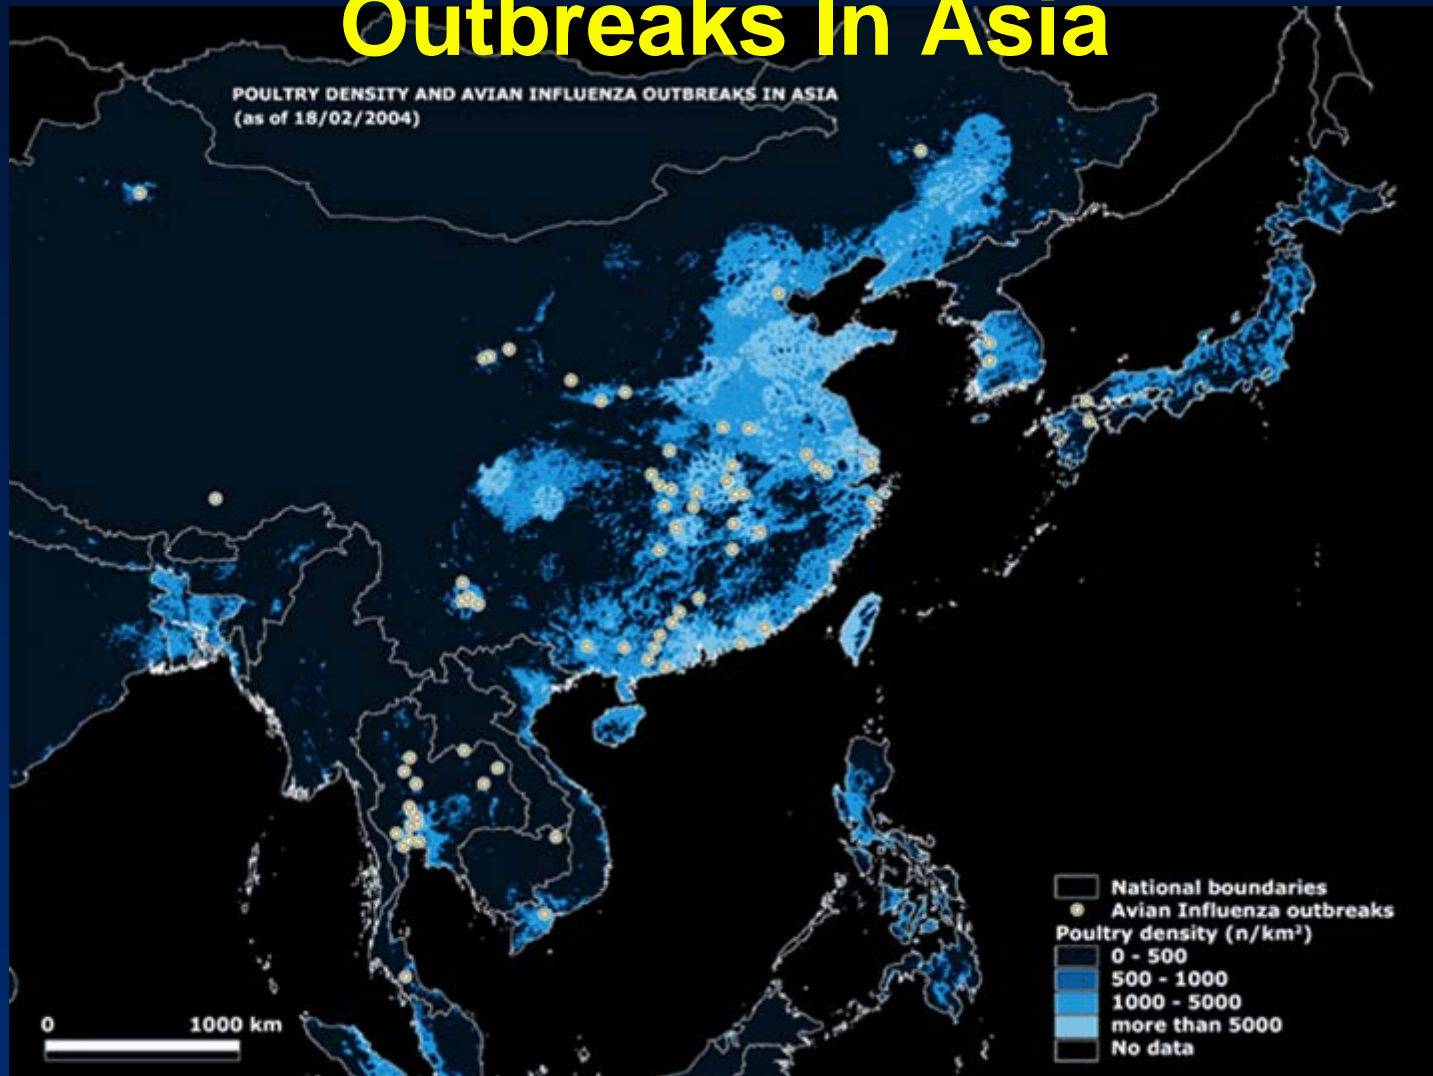 Outbreaks In Asia
POULTRY DENSITY AND AVIAN INFLUENZA OUTBREAKS IN ASIA
(as of 18/02/2004)
National boundaries
Avian Influenza outbreaks
Poultry density (n/km²)
0 - 500
500 - 1000
1000 - 5000
more than 5000
No data
0 1000 km